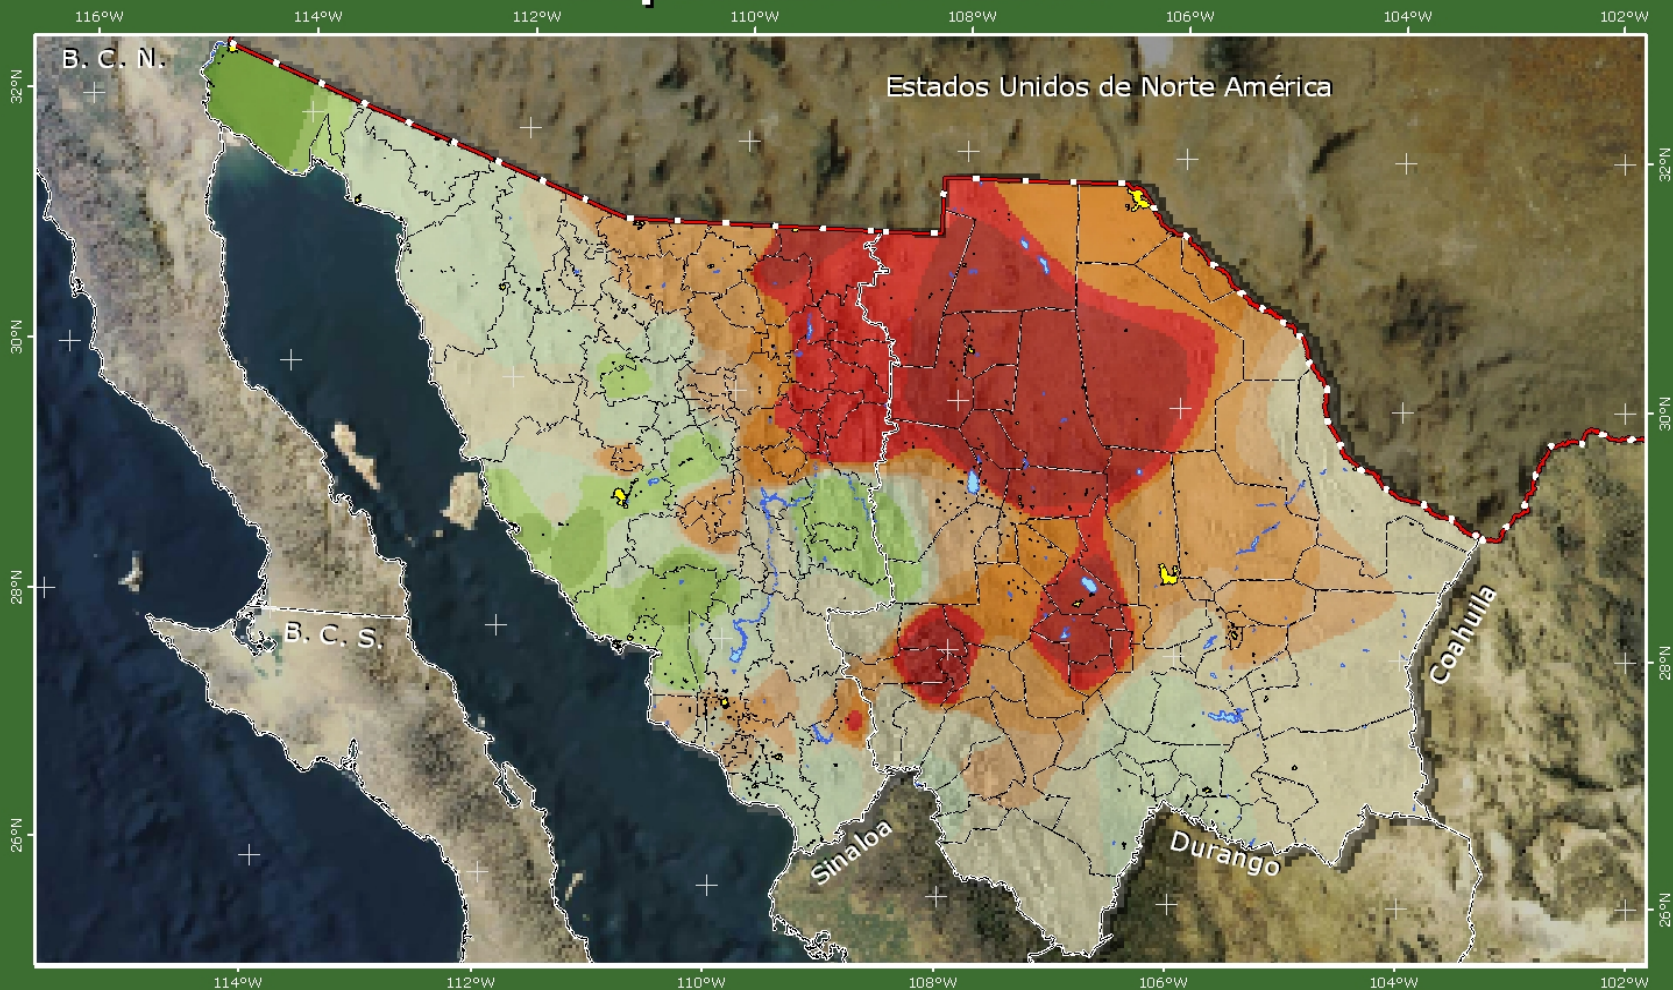 116°W 114°W 112°W 110°W 108°W 106°W 104°W 102°W
B. C. N.
Estados Unidos de Norte América
32°N
32°N
30°N
30°N
28°N
28°N
B. C. S.
Coahuila
26°N
26°N
Sinaloa
Durango
114°W 112°W 110°W 108°W 106°W 104°W 102°W